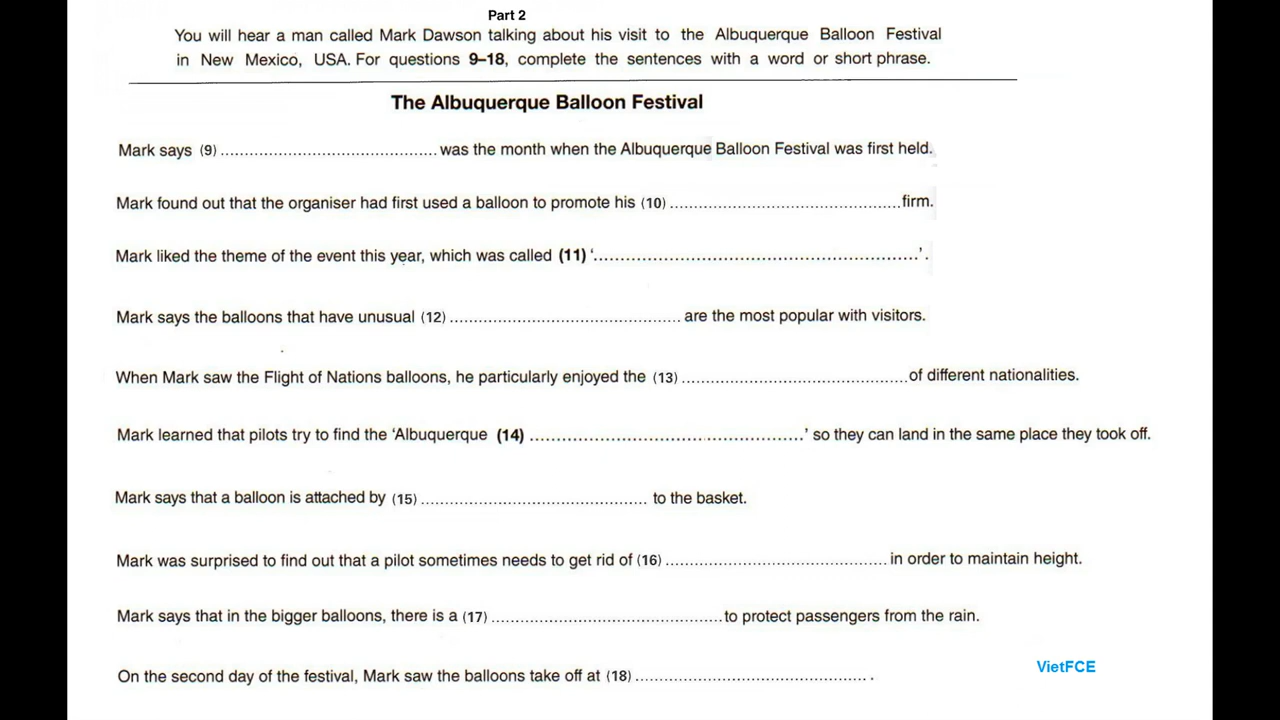 Part 2
You will hear a man called Mark Dawson talking about his visit to the Albuquerque Balloon Festival
in New Mexico, USA. For questions 9–18, complete the sentences with a word or short phrase.
The Albuquerque Balloon Festival
Mark says (9) ............................................ was the month when the Albuquerque Balloon Festival was first held.
Mark found out that the organiser had first used a balloon to promote his (10) ............................................... firm.
Mark liked the theme of the event this year, which was called (11) ‘..................................................................’.
Mark says the balloons that have unusual (12) ............................................... are the most popular with visitors.
When Mark saw the Flight of Nations balloons, he particularly enjoyed the (13) .............................................. of different nationalities.
Mark learned that pilots try to find the ‘Albuquerque (14) ........................................................’ so they can land in the same place they took off.
Mark says that a balloon is attached by (15) .............................................. to the basket.
Mark was surprised to find out that a pilot sometimes needs to get rid of (16) ............................................. in order to maintain height.
Mark says that in the bigger balloons, there is a (17) ............................................... to protect passengers from the rain.
VietFCE
On the second day of the festival, Mark saw the balloons take off at (18) ............................................... .